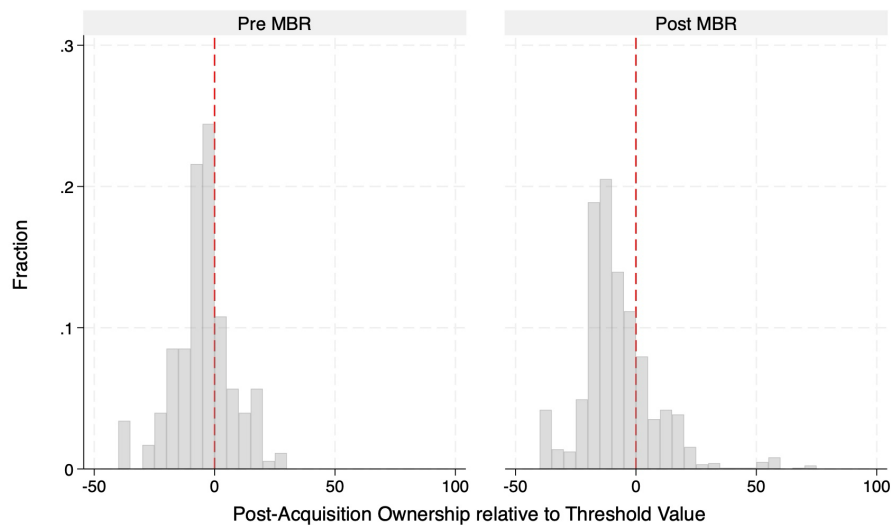 Pre MBR
Post MBR
.3
.2
.1
0
Fraction
-50 0 50 100
-50 0 50 100
Post-Acquisition Ownership relative to Threshold Value